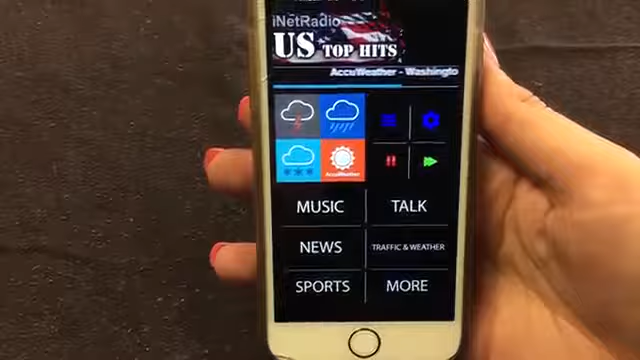 iNetRadio
US TOP HITS
AccuWeather - Washingto
AccuWeather
MUSIC
TALK
NEWS
TRAFFIC & WEATHER
SPORTS
MORE